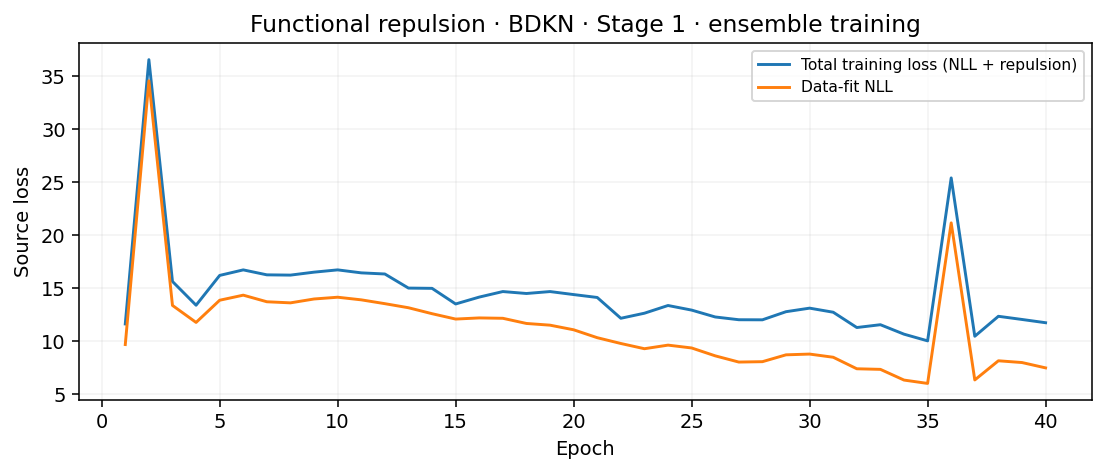 Functional repulsion · BDKN · Stage 1 · ensemble training
Total training loss (NLL + repulsion)
Data-fit NLL
Source loss
35
30
25
20
15
10
5
0 5 10 15 20 25 30 35 40
Epoch